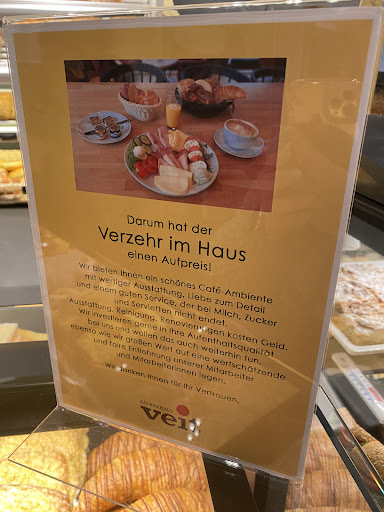 Darum hat der
Verzehr im Haus
einen Aufpreis!
Wir bieten Ihnen ein schönes Café-Ambiente
mit wertiger Ausstattung, Liebe zum Detail
und einem guten Service, der bei Milch, Zucker
und Servietten nicht endet.
Ausstattung, Reinigung, Renovierungen kosten Geld.
Wir investieren gerne in Ihre Aufenthaltsqualität
bei uns und wollen das auch weiterhin tun,
ebenso wie wir großen Wert auf eine wertschätzende
und faire Entlohnung unserer Mitarbeiter
und Mitarbeiterinnen legen.
Wir danken Ihnen für Ihr Vertrauen.
BÄCKERHAUS
veit